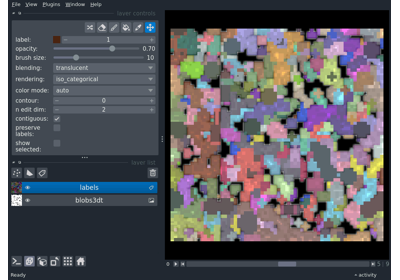 File View Plugins Window Help
layer controls
label: 1
opacity: 0.70
brush size: 10
blending: translucent
rendering: iso_categorical
color mode: auto
contour: 0
n edit dim: 2
contiguous:
preserve
labels:
show
selected:
layer list
labels
blobs3dt
Ready
activity